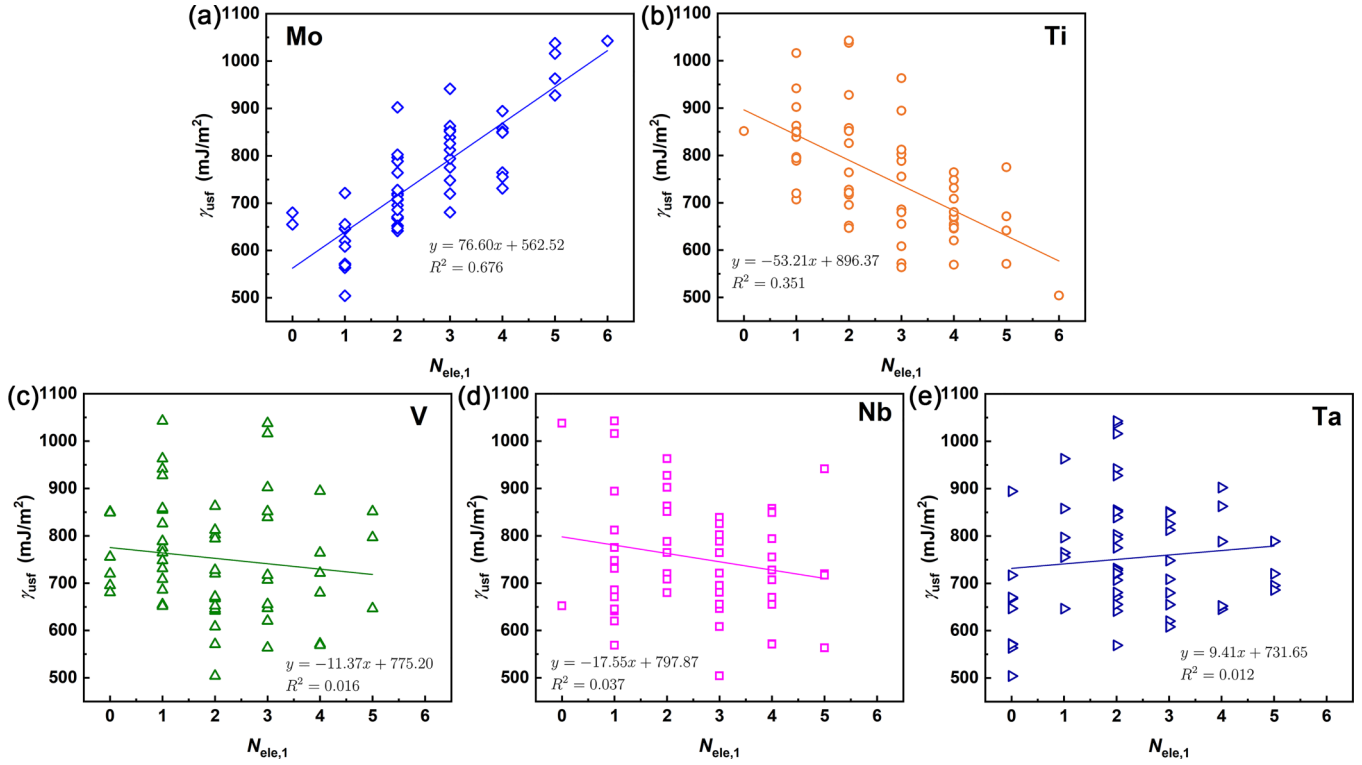 (a)
Mo
1100
1000
900
800
700
600
500
γusf (mJ/m²)
y = 76.60x + 562.52
R² = 0.676
0 1 2 3 4 5 6
Nele,1
(b)
Ti
1100
1000
900
800
700
600
500
γusf (mJ/m²)
y = −53.21x + 896.37
R² = 0.351
0 1 2 3 4 5 6
Nele,1
(c)
V
1100
1000
900
800
700
600
500
γusf (mJ/m²)
y = −11.37x + 775.20
R² = 0.016
0 1 2 3 4 5 6
Nele,1
(d)
Nb
1100
1000
900
800
700
600
500
γusf (mJ/m²)
y = −17.55x + 797.87
R² = 0.037
0 1 2 3 4 5 6
Nele,1
(e)
Ta
1100
1000
900
800
700
600
500
γusf (mJ/m²)
y = 9.41x + 731.65
R² = 0.012
0 1 2 3 4 5 6
Nele,1